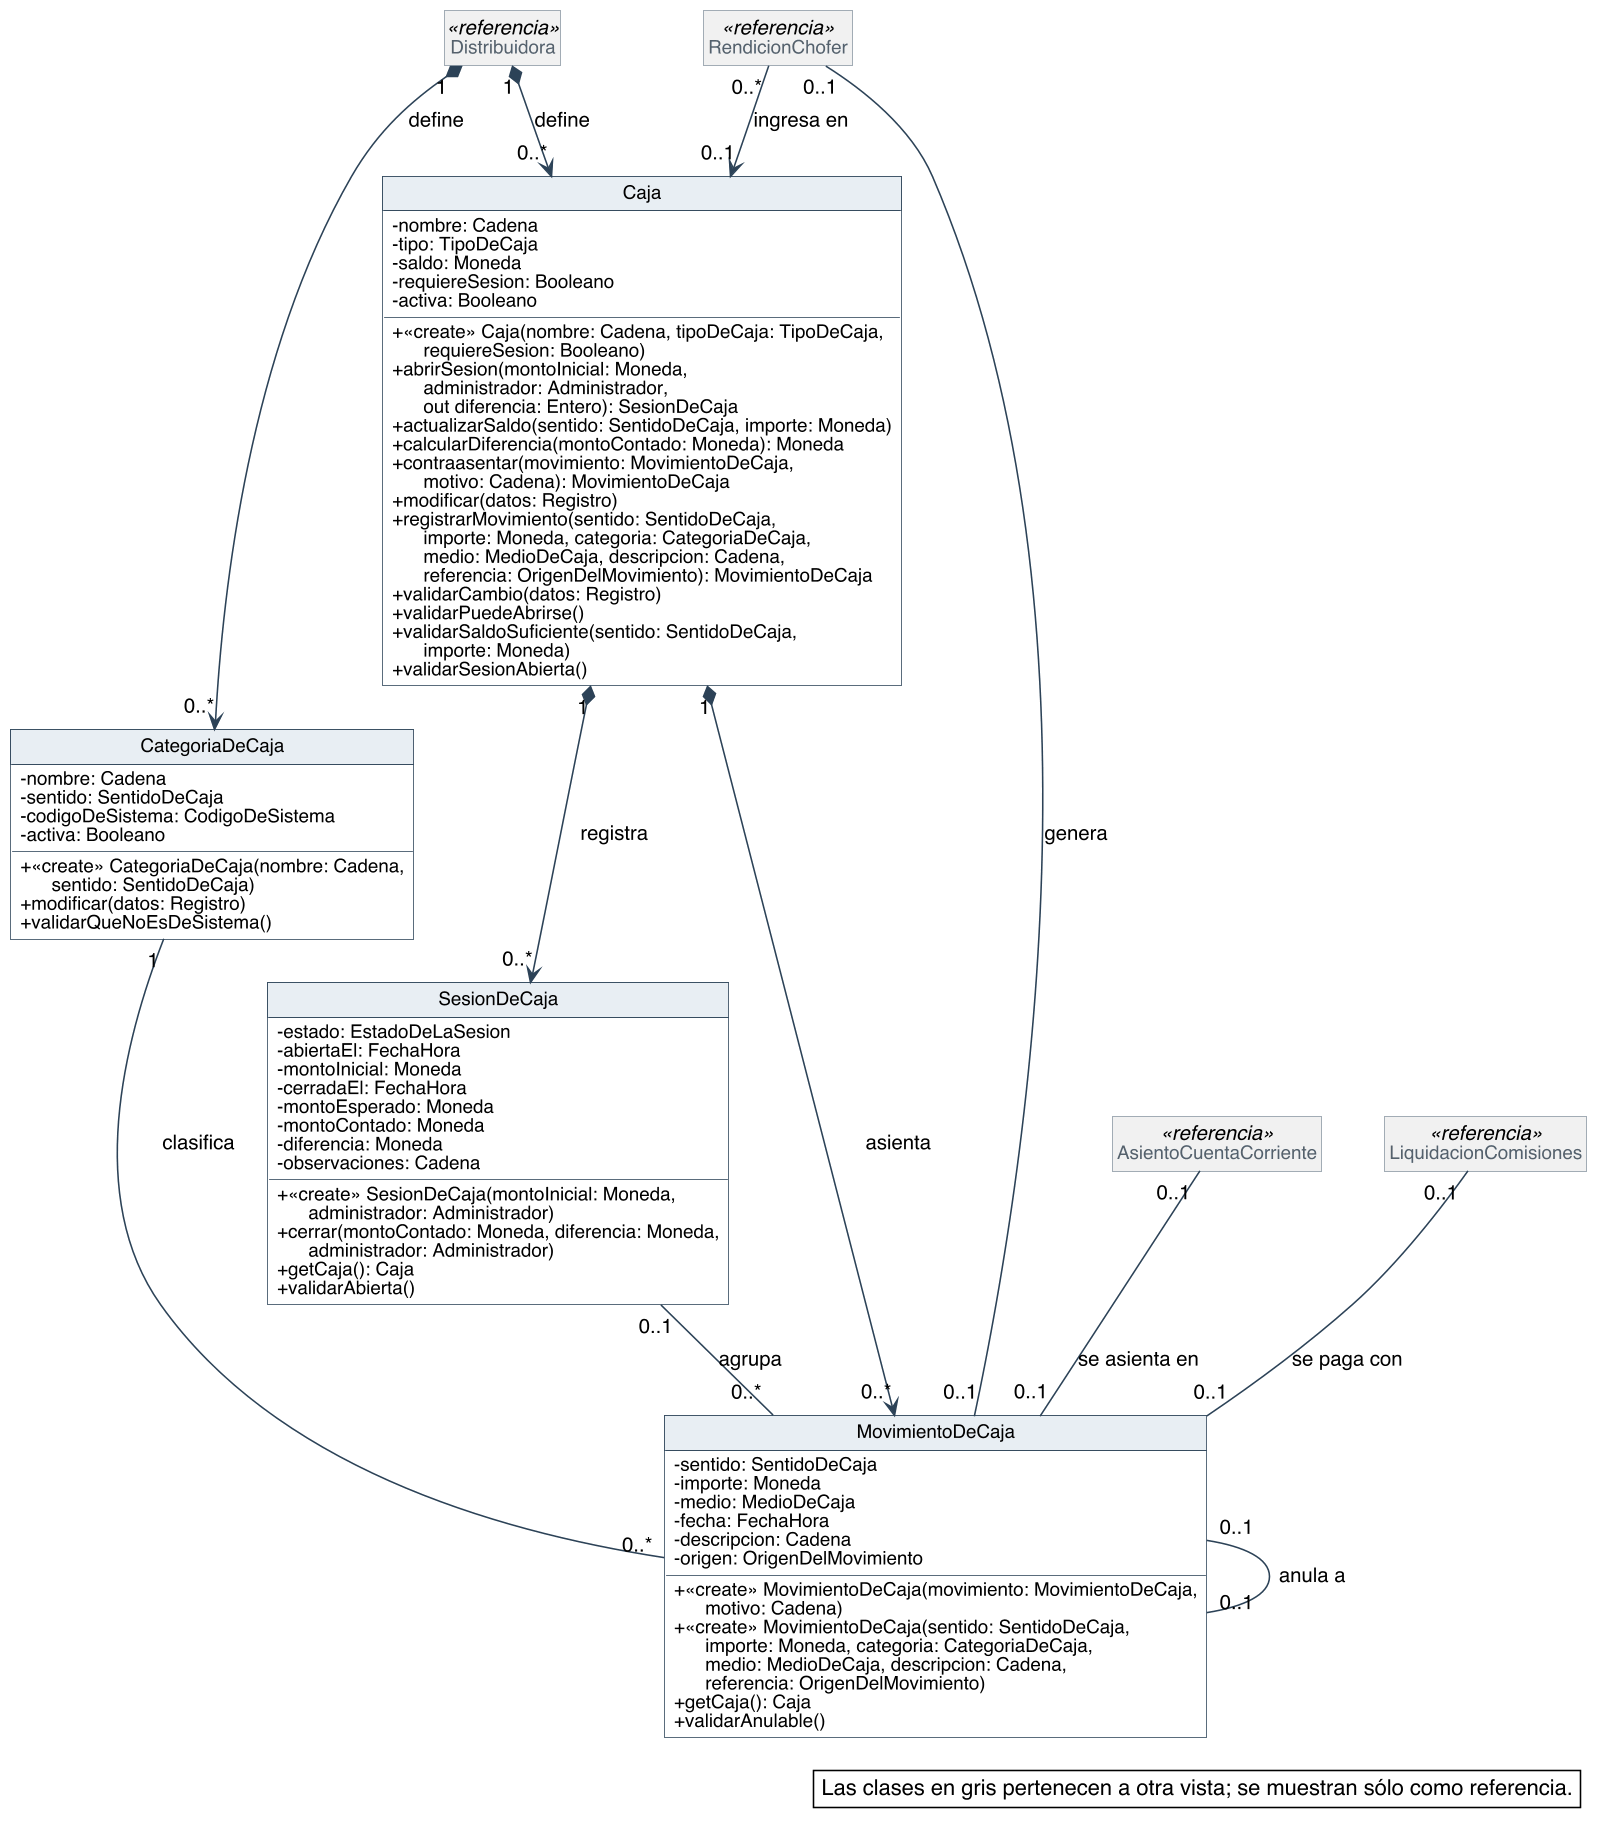 «referencia»
Distribuidora
«referencia»
RendicionChofer
1
1
0..*
0..1
define
define
ingresa en
0..*
0..1
Caja
-nombre: Cadena
-tipo: TipoDeCaja
-saldo: Moneda
-requiereSesion: Booleano
-activa: Booleano
+«create» Caja(nombre: Cadena, tipoDeCaja: TipoDeCaja,
requiereSesion: Booleano)
+abrirSesion(montoInicial: Moneda,
administrador: Administrador,
out diferencia: Entero): SesionDeCaja
+actualizarSaldo(sentido: SentidoDeCaja, importe: Moneda)
+calcularDiferencia(montoContado: Moneda): Moneda
+contraasentar(movimiento: MovimientoDeCaja,
motivo: Cadena): MovimientoDeCaja
+modificar(datos: Registro)
+registrarMovimiento(sentido: SentidoDeCaja,
importe: Moneda, categoria: CategoriaDeCaja,
medio: MedioDeCaja, descripcion: Cadena,
referencia: OrigenDelMovimiento): MovimientoDeCaja
+validarCambio(datos: Registro)
+validarPuedeAbrirse()
+validarSaldoSuficiente(sentido: SentidoDeCaja,
importe: Moneda)
+validarSesionAbierta()
0..*
1
1
CategoriaDeCaja
-nombre: Cadena
-sentido: SentidoDeCaja
-codigoDeSistema: CodigoDeSistema
-activa: Booleano
+«create» CategoriaDeCaja(nombre: Cadena,
sentido: SentidoDeCaja)
+modificar(datos: Registro)
+validarQueNoEsDeSistema()
registra
genera
1
0..*
SesionDeCaja
-estado: EstadoDeLaSesion
-abiertaEl: FechaHora
-montoInicial: Moneda
-cerradaEl: FechaHora
-montoEsperado: Moneda
-montoContado: Moneda
-diferencia: Moneda
-observaciones: Cadena
+«create» SesionDeCaja(montoInicial: Moneda,
administrador: Administrador)
+cerrar(montoContado: Moneda, diferencia: Moneda,
administrador: Administrador)
+getCaja(): Caja
+validarAbierta()
clasifica
asienta
«referencia»
AsientoCuentaCorriente
«referencia»
LiquidacionComisiones
0..1
0..1
0..1
agrupa
se asienta en
se paga con
0..*
0..*
0..1
0..1
0..1
MovimientoDeCaja
-sentido: SentidoDeCaja
-importe: Moneda
-medio: MedioDeCaja
-fecha: FechaHora
-descripcion: Cadena
-origen: OrigenDelMovimiento
+«create» MovimientoDeCaja(movimiento: MovimientoDeCaja,
motivo: Cadena)
+«create» MovimientoDeCaja(sentido: SentidoDeCaja,
importe: Moneda, categoria: CategoriaDeCaja,
medio: MedioDeCaja, descripcion: Cadena,
referencia: OrigenDelMovimiento)
+getCaja(): Caja
+validarAnulable()
0..*
0..1
anula a
0..1
Las clases en gris pertenecen a otra vista; se muestran sólo como referencia.